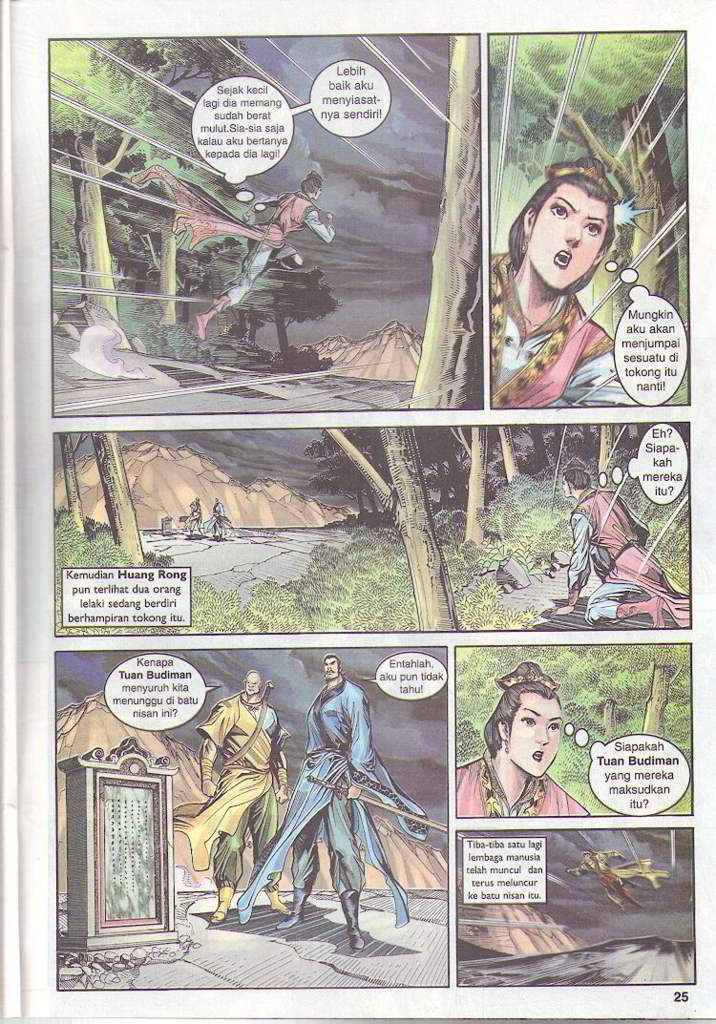 Sejak kecil
lagi dia memang
sudah berat
mulut.Sia-sia saja
kalau aku bertanya
kepada dia lagi!
Lebih
baik aku
menyiasat-
nya sendiri!
Mungkin
aku akan
menjumpai
sesuatu di
tokong itu
nanti!
Eh?
Siapa-
kah
mereka
itu?
Kemudian Huang Rong
pun terlihat dua orang
lelaki sedang berdiri
berhampiran tokong itu.
Kenapa
Tuan Budiman
menyuruh kita
menunggu di batu
nisan ini?
Entahlah,
aku pun tidak
tahu!
Siapakah
Tuan Budiman
yang mereka
maksudkan
itu?
Tiba-tiba satu lagi
lembaga manusia
telah muncul dan
terus meluncur
ke batu nisan itu.
25